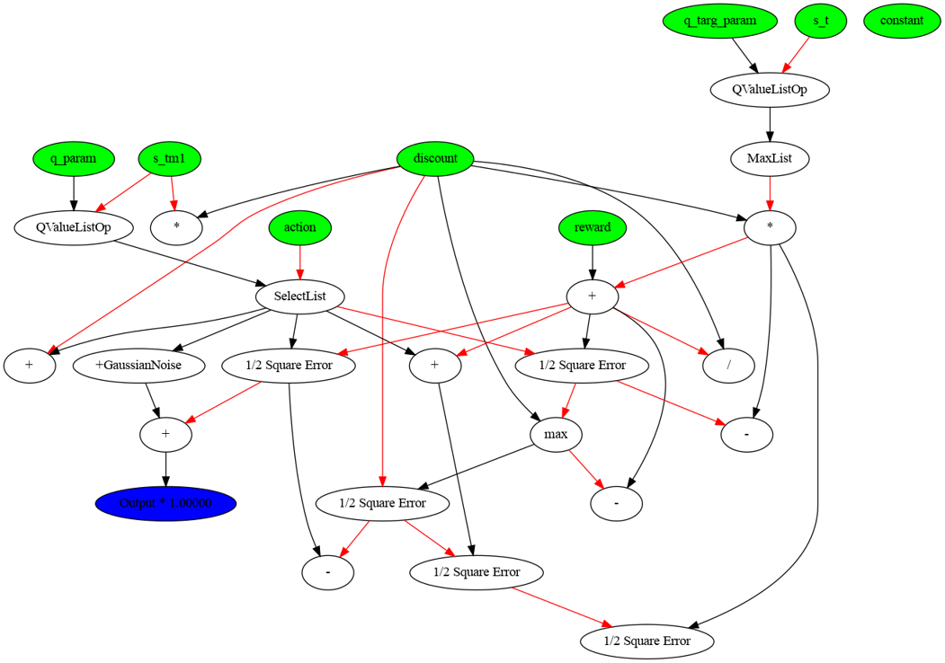 q_targ_param
s_t
constant
QValueListOp
q_param
s_tm1
discount
MaxList
QValueListOp
*
action
reward
*
SelectList
+
+
+GaussianNoise
1/2 Square Error
+
1/2 Square Error
/
+
max
-
Output * 1.00000
1/2 Square Error
-
-
1/2 Square Error
1/2 Square Error